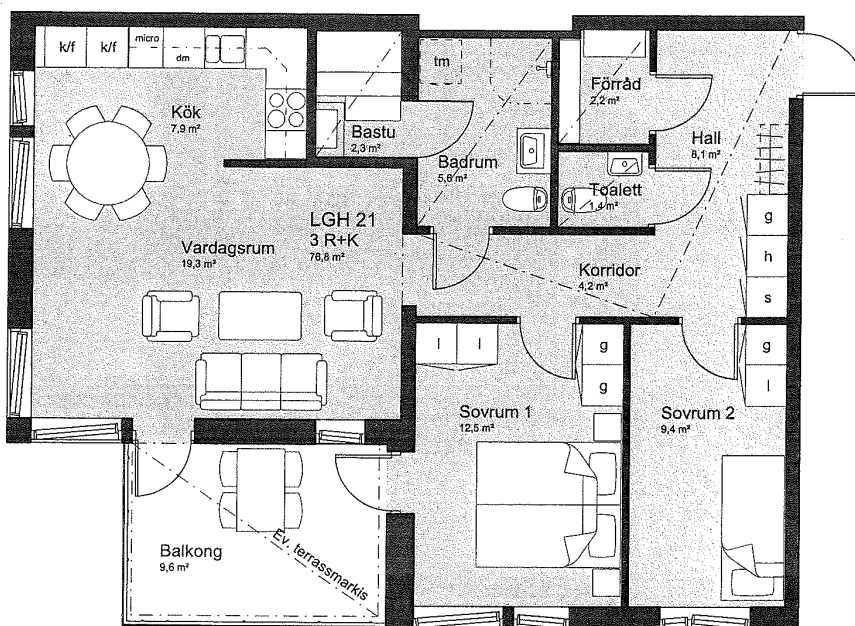 k/f
k/f
micro
dm
tm
Kök
7,9 m²
Bastu
2,3 m²
Badrum
5,6 m²
Förråd
2,2 m²
Hall
8,1 m²
Toalett
1,4 m²
LGH 21
3 R+K
76,8 m²
Vardagsrum
19,3 m²
Korridor
4,2 m²
g
h
s
l
l
g
g
g
l
Sovrum 1
12,5 m²
Sovrum 2
9,4 m²
Balkong
9,6 m²
Ev. terrassmarkis